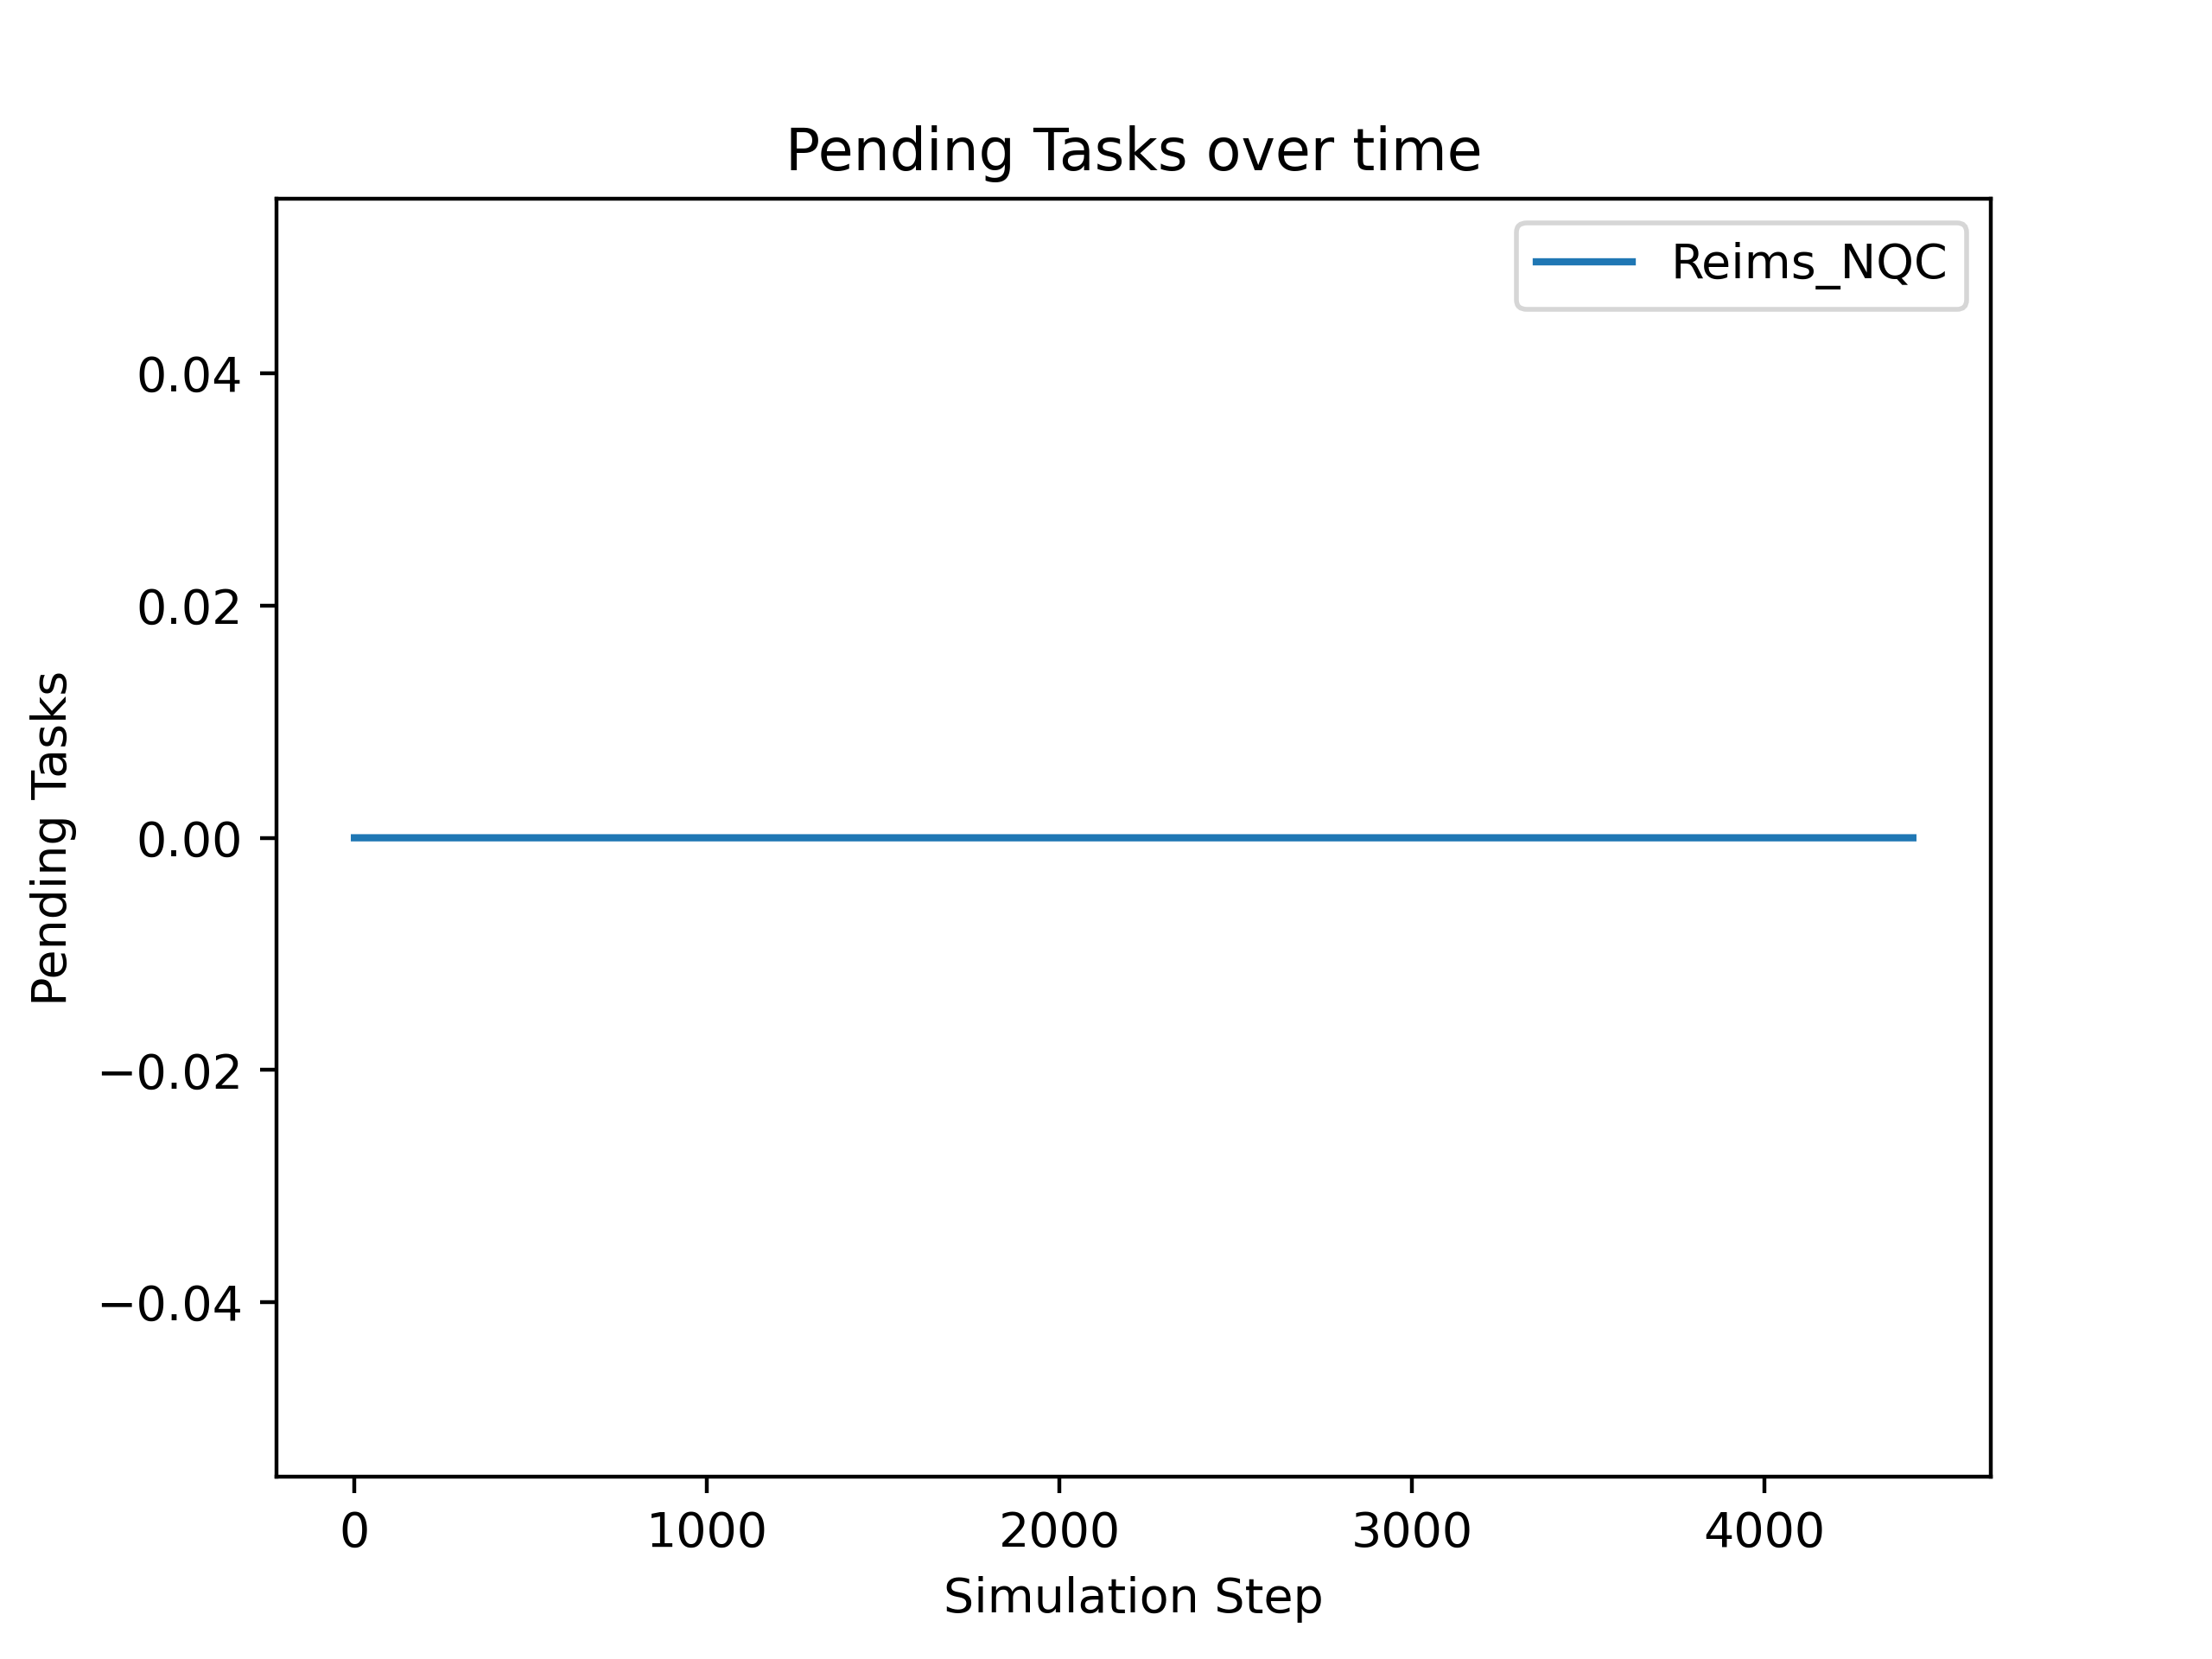 Pending Tasks over time
Reims_NQC
Pending Tasks
0.04
0.02
0.00
−0.02
−0.04
0 1000 2000 3000 4000
Simulation Step